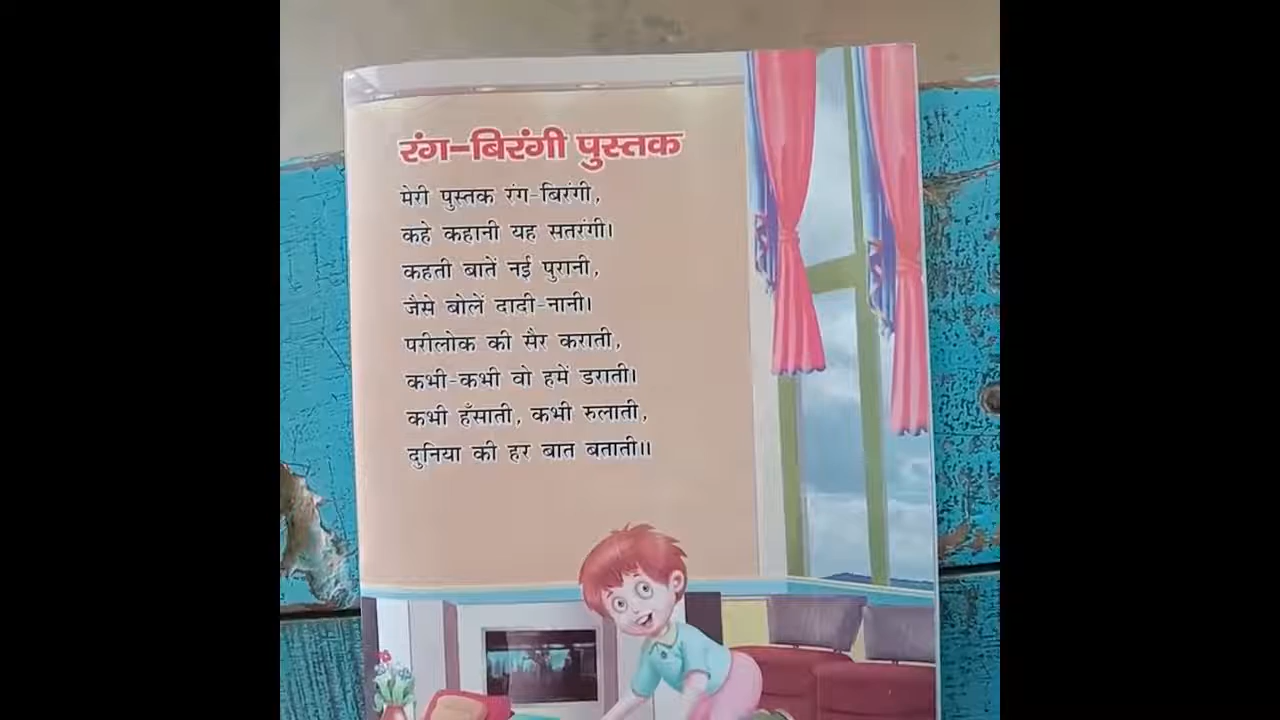 रंग-बिरंगी पुस्तक
मेरी पुस्तक रंग-बिरंगी,
कहे कहानी यह सतरंगी।
कहती बातें नई पुरानी,
जैसे बोलें दादी-नानी।
परीलोक की सैर कराती,
कभी-कभी वो हमें डराती।
कभी हँसाती, कभी रुलाती,
दुनिया की हर बात बताती।।